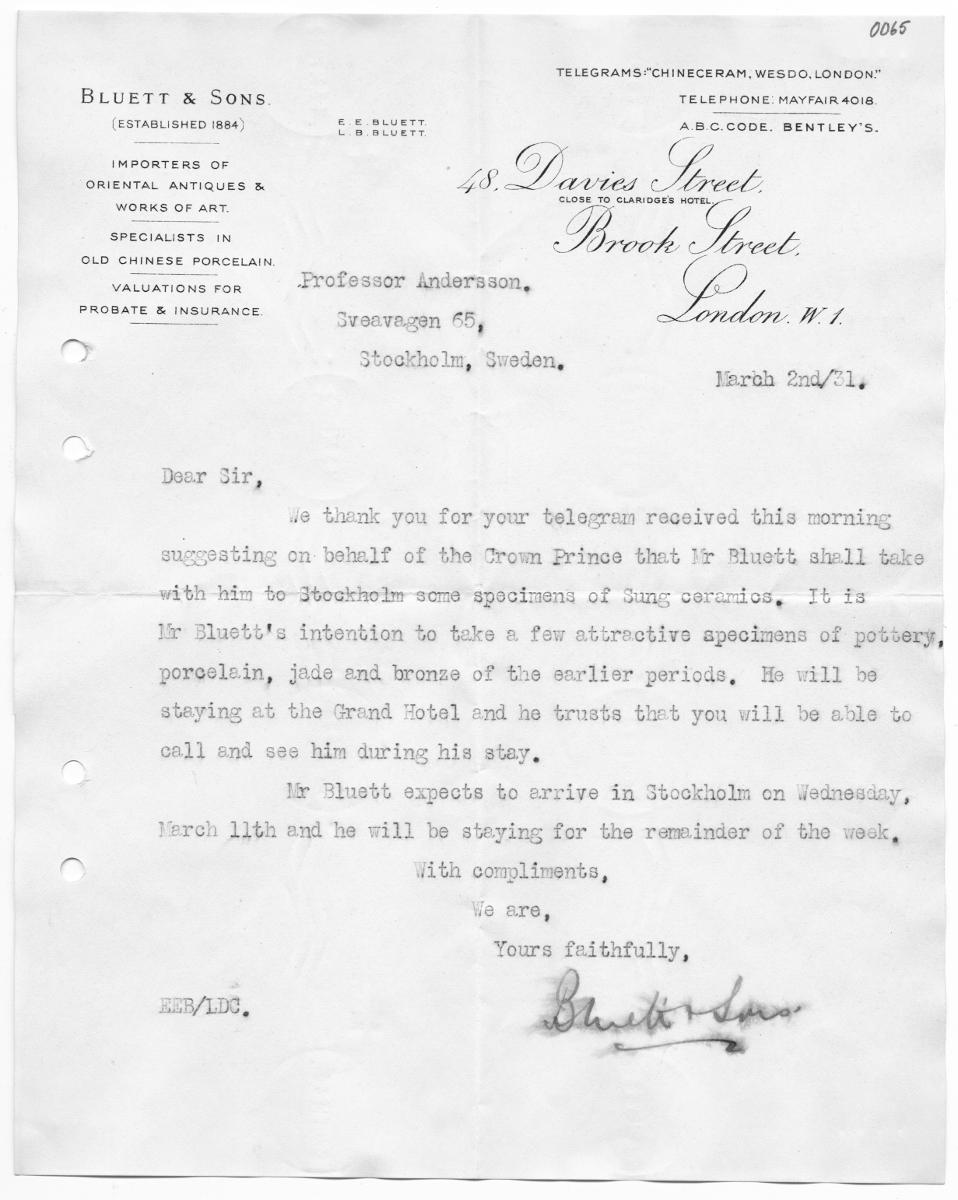 0065
BLUETT & SONS.
(ESTABLISHED 1884)
IMPORTERS OF
ORIENTAL ANTIQUES &
WORKS OF ART.
SPECIALISTS IN
OLD CHINESE PORCELAIN.
VALUATIONS FOR
PROBATE & INSURANCE.
E. E. BLUETT.
L. B. BLUETT.
TELEGRAMS:"CHINECERAM, WESDO, LONDON."
TELEPHONE: MAYFAIR 4018.
A.B.C. CODE. BENTLEY'S.
48, Davies Street,
CLOSE TO CLARIDGE'S HOTEL.
Brook Street,
London. W.1.
Professor Andersson.
Sveavagen 65,
Stockholm, Sweden.
March 2nd/31.
Dear Sir,
We thank you for your telegram received this morning
suggesting on behalf of the Crown Prince that Mr Bluett shall take
with him to Stockholm some specimens of Sung ceramics. It is
Mr Bluett's intention to take a few attractive specimens of pottery,
porcelain, jade and bronze of the earlier periods. He will be
staying at the Grand Hotel and he trusts that you will be able to
call and see him during his stay.
Mr Bluett expects to arrive in Stockholm on Wednesday,
March 11th and he will be staying for the remainder of the week.
With compliments,
We are,
Yours faithfully,
Bluett & Sons
EEB/LDC.